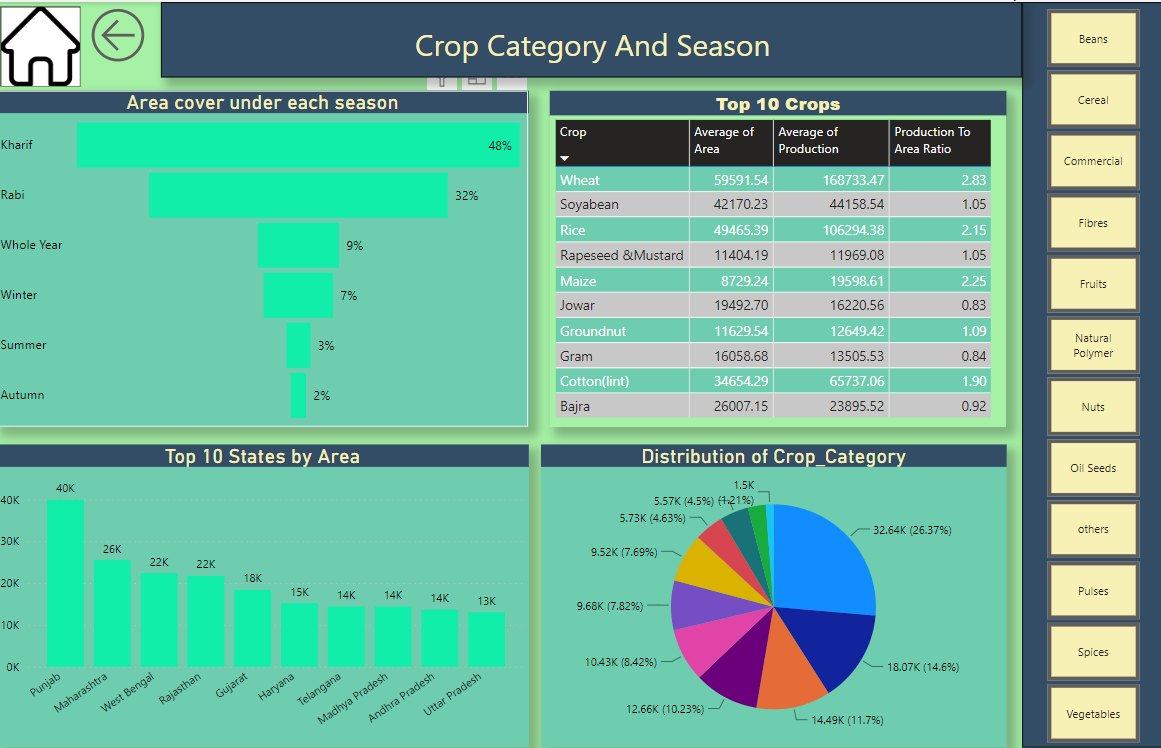 Crop Category And Season
Area cover under each season
Kharif 48%
Rabi 32%
Whole Year 9%
Winter 7%
Summer 3%
Autumn 2%
Top 10 Crops
Crop Average of Area Average of Production Production To Area Ratio
Wheat 59591.54 168733.47 2.83
Soyabean 42170.23 44158.54 1.05
Rice 49465.39 106294.38 2.15
Rapeseed &Mustard 11404.19 11969.08 1.05
Maize 8729.24 19598.61 2.25
Jowar 19492.70 16220.56 0.83
Groundnut 11629.54 12649.42 1.09
Gram 16058.68 13505.53 0.84
Cotton(lint) 34654.29 65737.06 1.90
Bajra 26007.15 23895.52 0.92
Top 10 States by Area
40K
30K
20K
10K
0K
40K
26K
22K
22K
18K
15K
14K
14K
14K
13K
Punjab
Maharashtra
West Bengal
Rajasthan
Gujarat
Haryana
Telangana
Madhya Pradesh
Andhra Pradesh
Uttar Pradesh
Distribution of Crop_Category
32.64K (26.37%)
18.07K (14.6%)
14.49K (11.7%)
12.66K (10.23%)
10.43K (8.42%)
9.68K (7.82%)
9.52K (7.69%)
5.73K (4.63%)
5.57K (4.5%)
1.5K
(1.21%)
Beans
Cereal
Commercial
Fibres
Fruits
Natural
Polymer
Nuts
Oil Seeds
others
Pulses
Spices
Vegetables